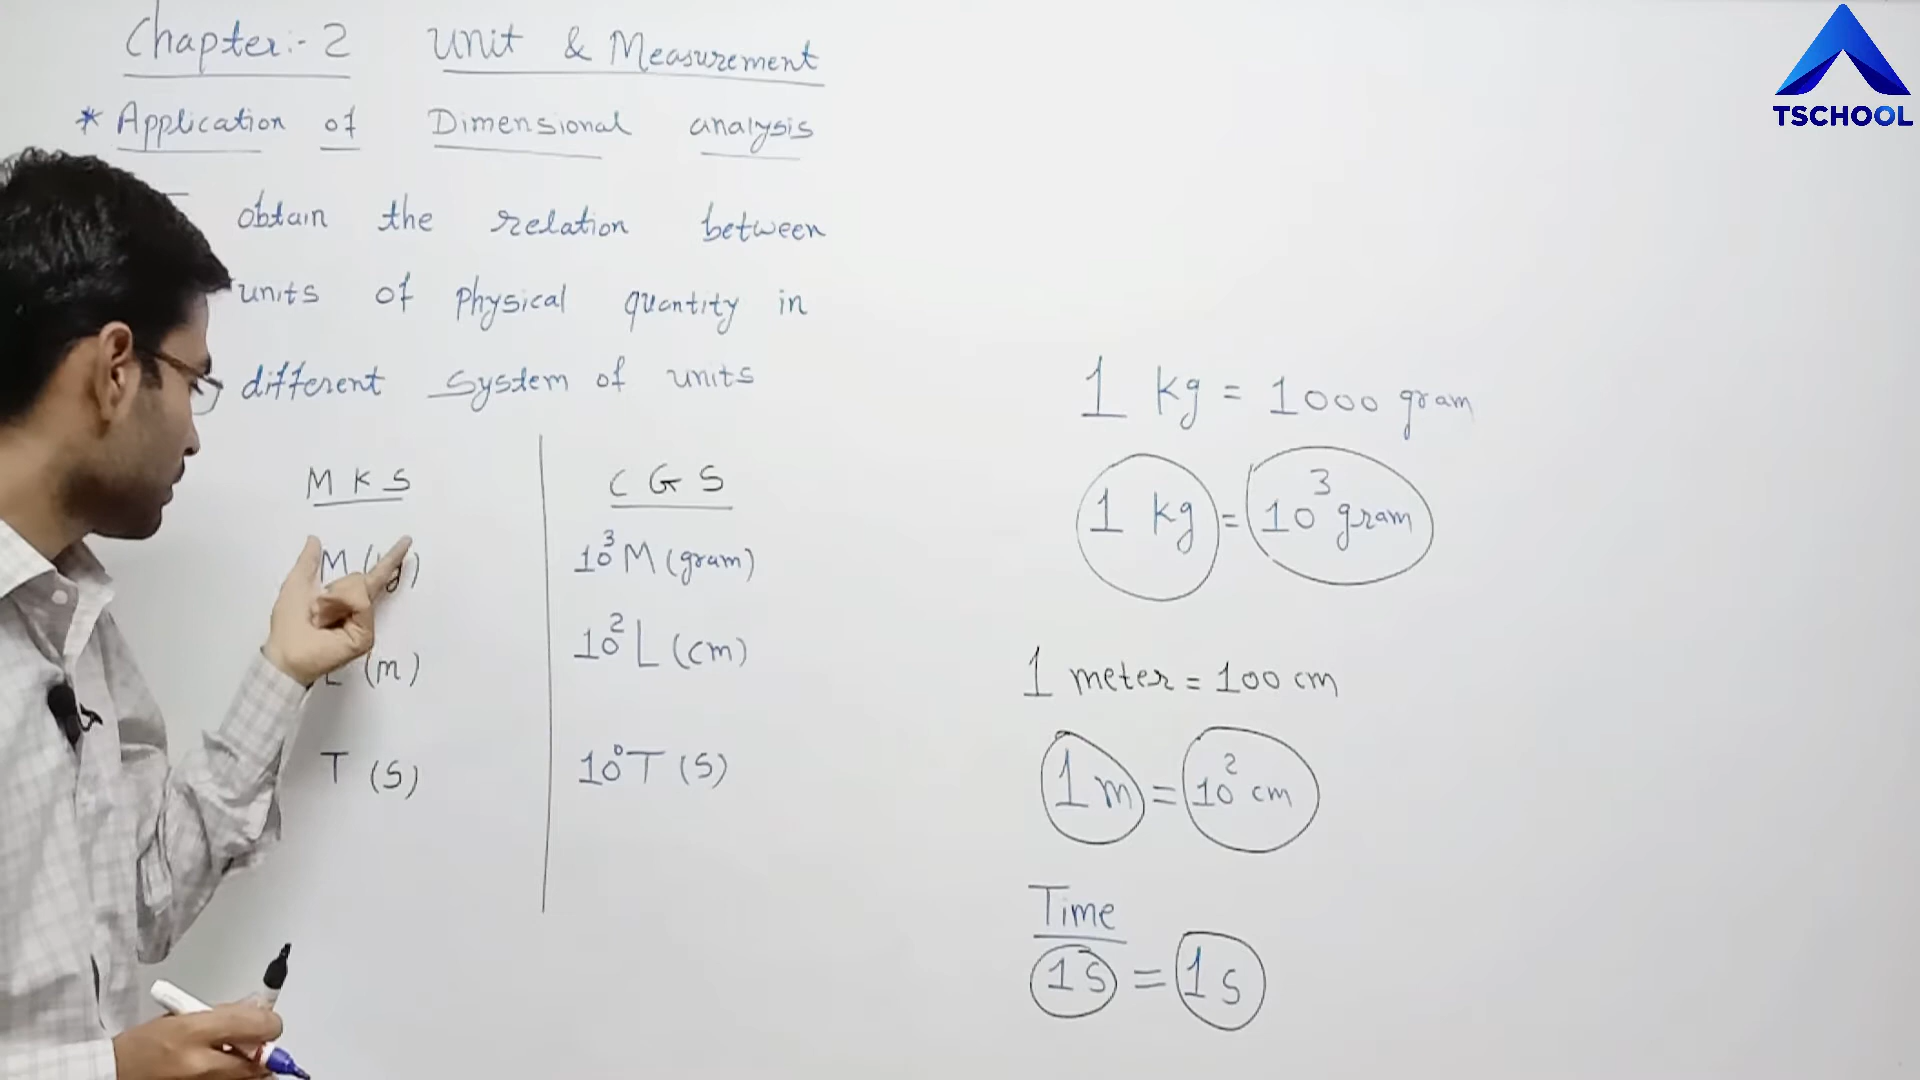 Chapter:- 2 Unit & Measurement
* Application of Dimensional analysis
obtain the relation between
units of physical quantity in
different system of units
M K S
M (kg)
L (m)
T (S)
C G S
10³ M (gram)
10² L (cm)
10⁰ T (S)
1 kg = 1000 gram
1 kg = 10³ gram
1 meter = 100 cm
1 m = 10² cm
Time
1 S = 1 S
TSCHOOL